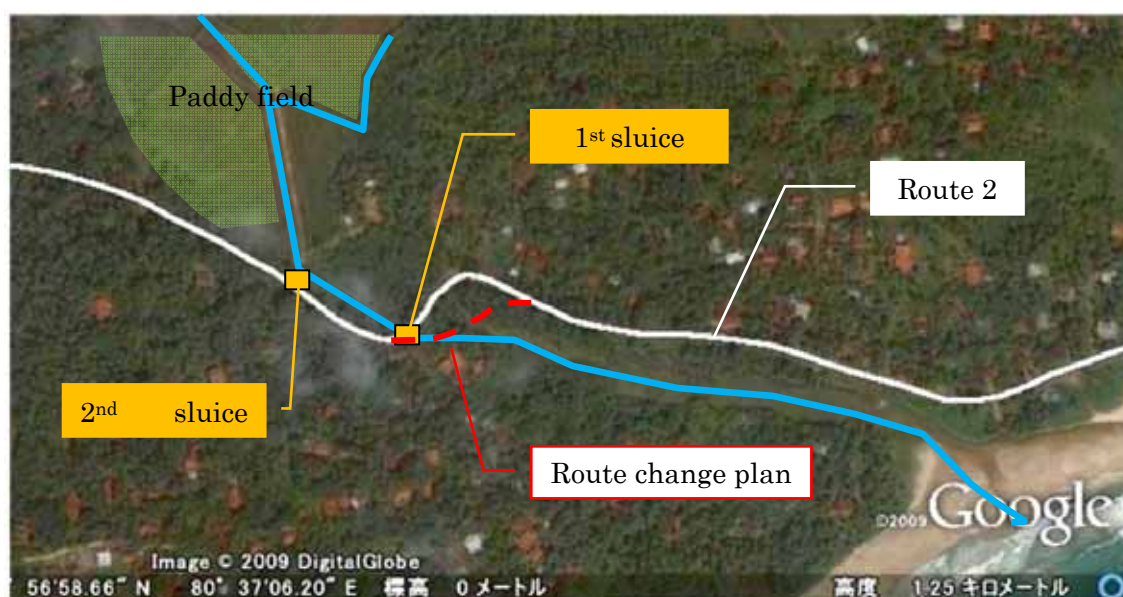 Paddy field
1st sluice
Route 2
2nd sluice
Route change plan
©2009 Google
Image © 2009 DigitalGlobe
56'58.66" N 80° 37'06.20" E 標高 0 メートル 高度 1.25 キロメートル